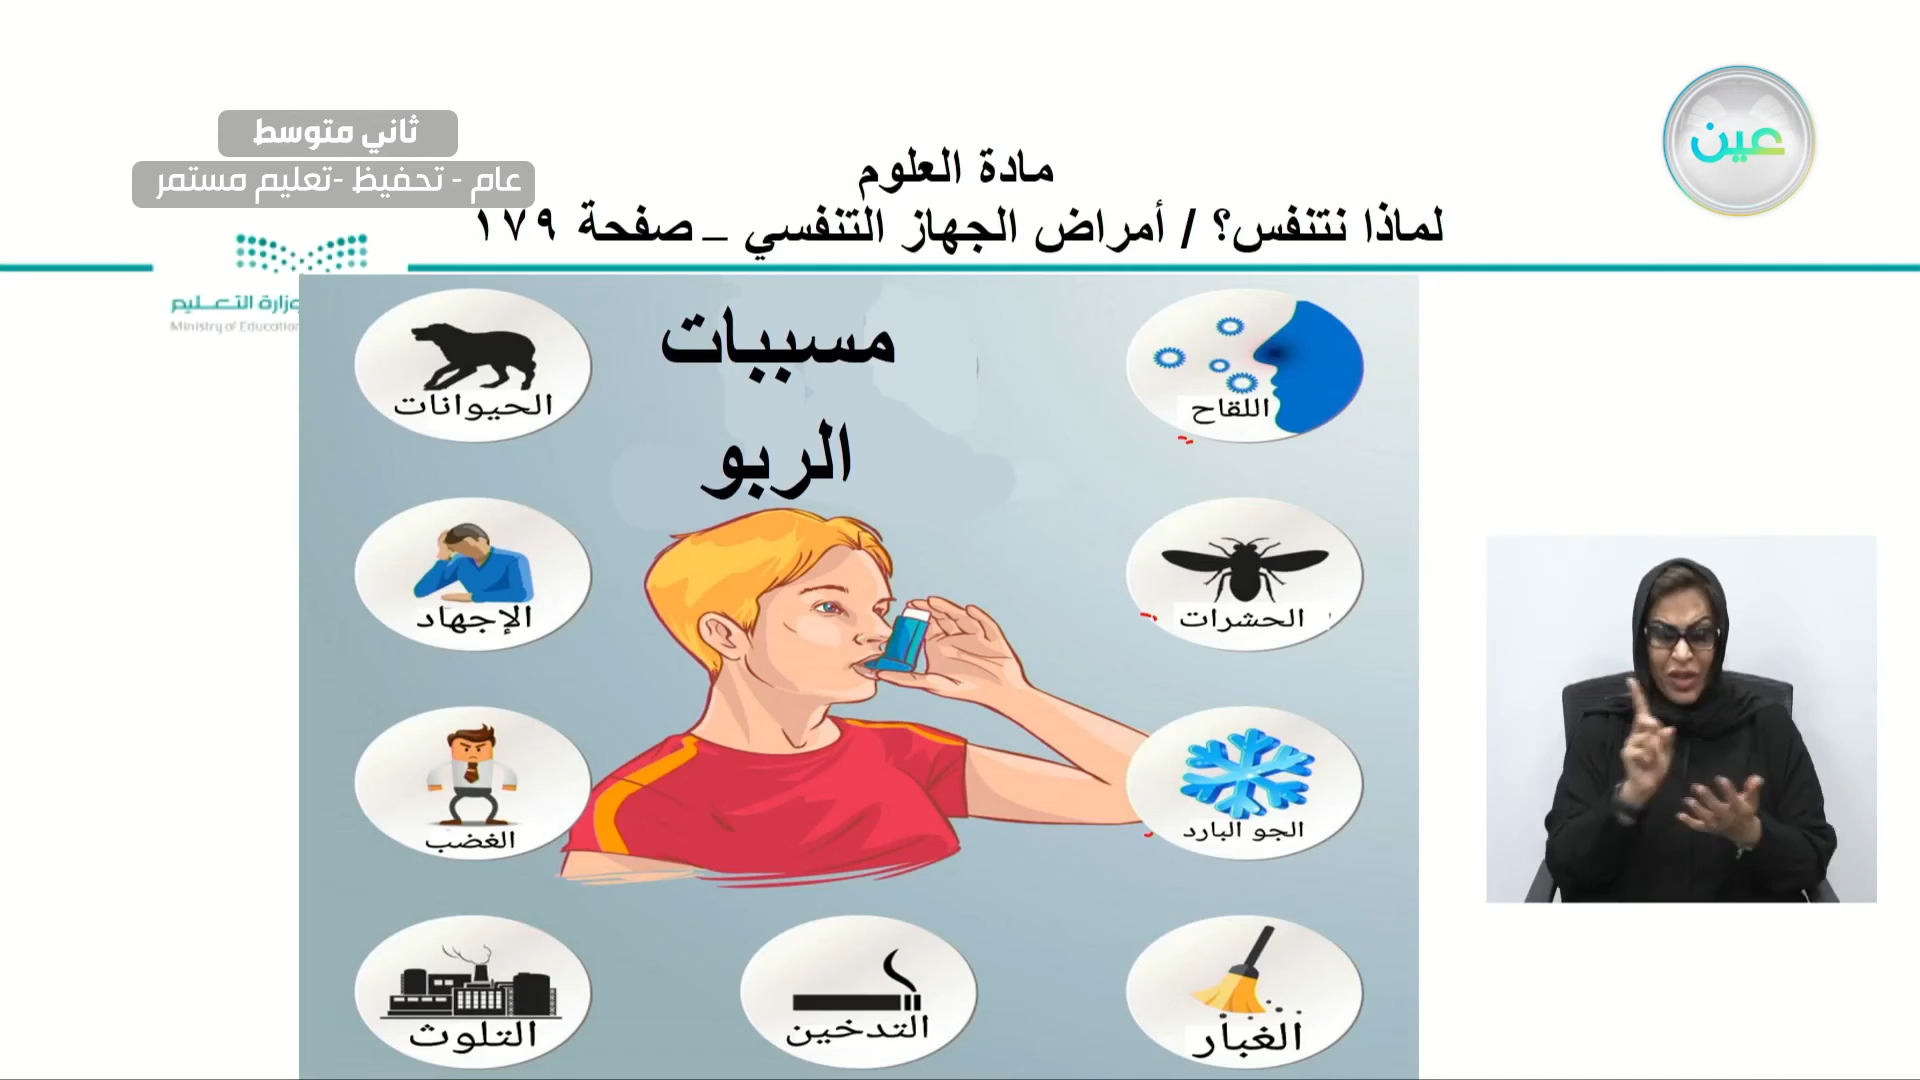 عين
ثاني متوسط
عام - تحفيظ -تعليم مستمر
مادة العلوم
لماذا نتنفس؟ / أمراض الجهاز التنفسي – صفحة ١٧٩
وزارة التعليم
Ministry of Education
مسببات
الربو
اللقاح
الحيوانات
الحشرات
الإجهاد
الجو البارد
الغضب
الغبار
التدخين
التلوث